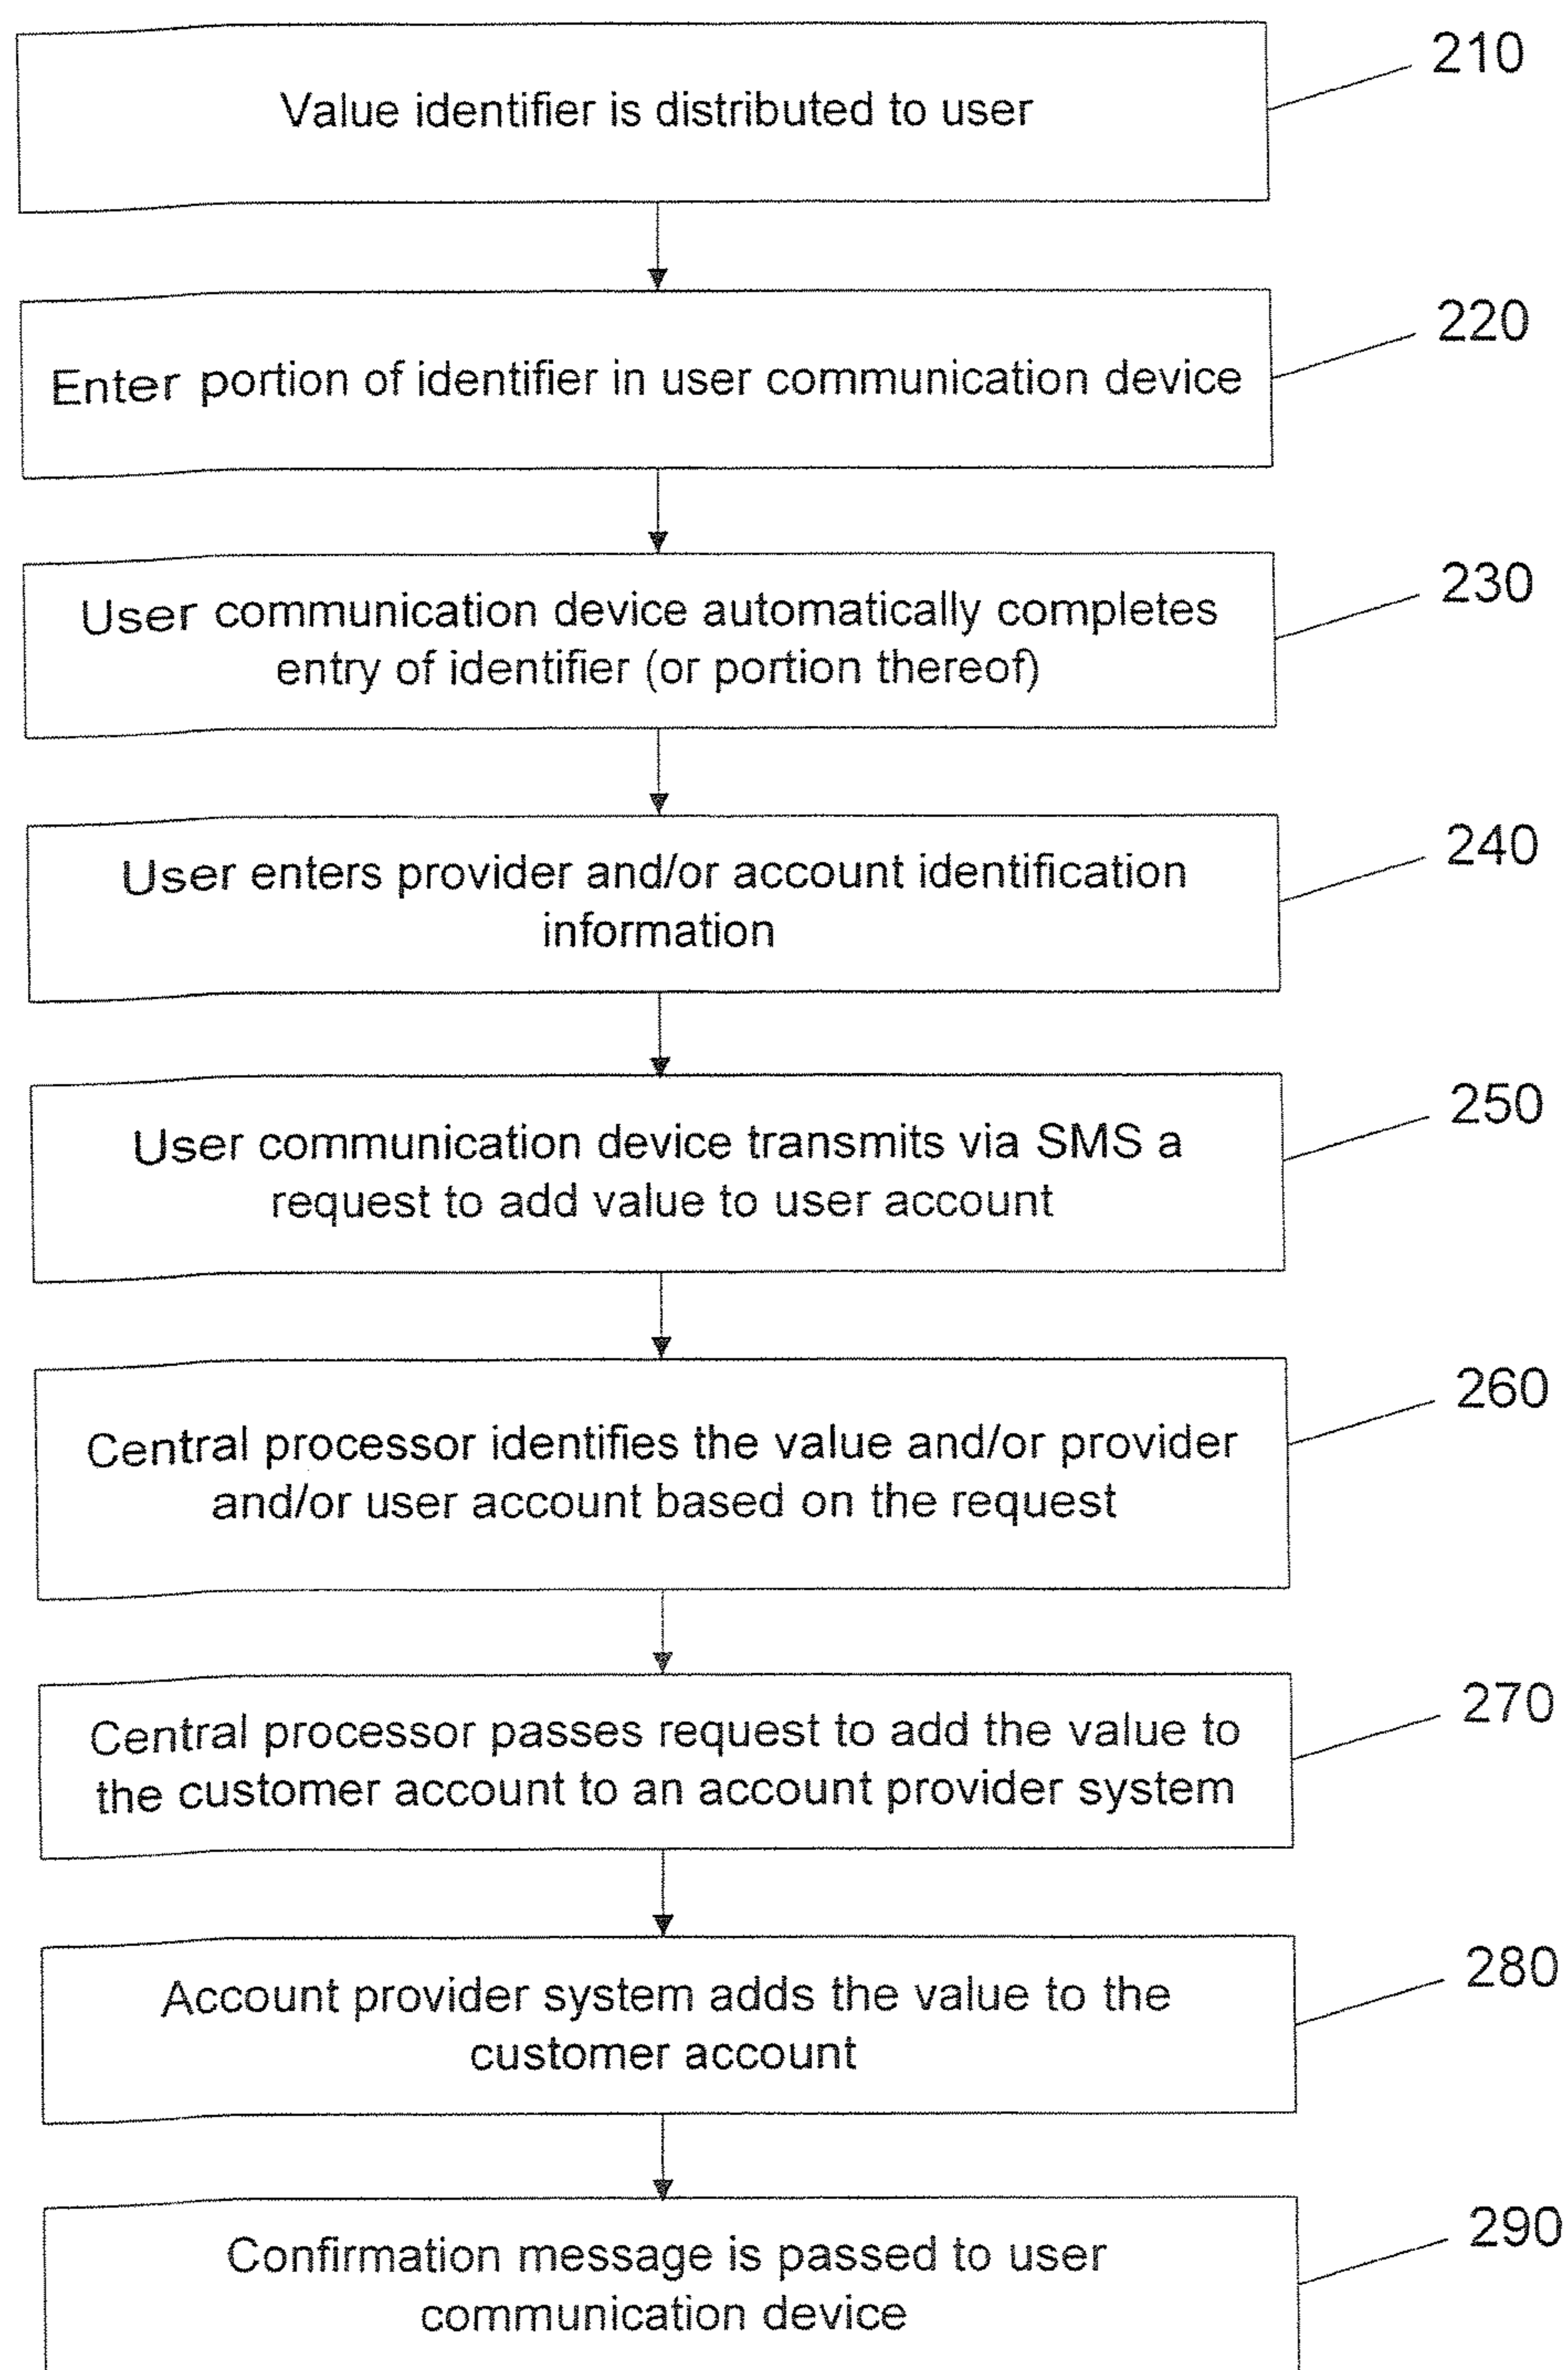 210
Value identifier is distributed to user
220
Enter portion of identifier in user communication device
230
User communication device automatically completes
entry of identifier (or portion thereof)
240
User enters provider and/or account identification
information
250
User communication device transmits via SMS a
request to add value to user account
260
Central processor identifies the value and/or provider
and/or user account based on the request
270
Central processor passes request to add the value to
the customer account to an account provider system
280
Account provider system adds the value to the
customer account
290
Confirmation message is passed to user
communication device